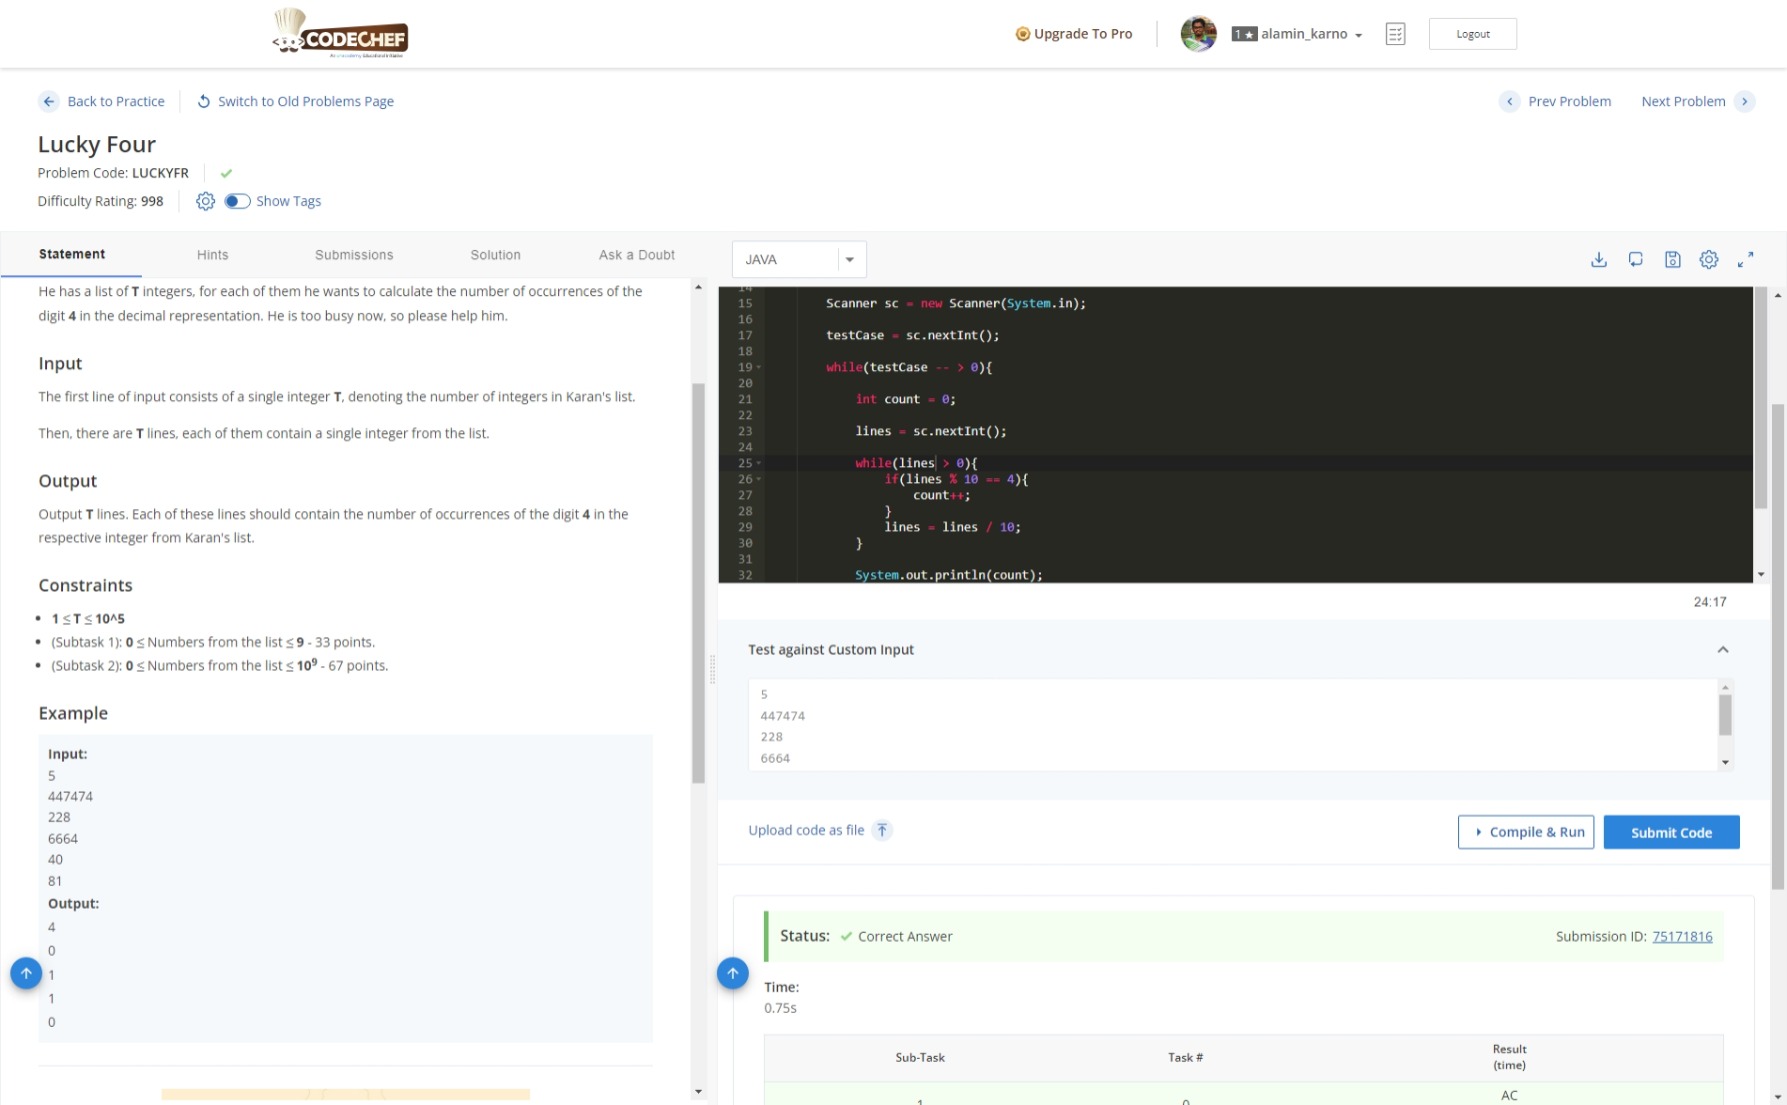 CODECHEF
Upgrade To Pro
1★ alamin_karno
Logout
Back to Practice
Switch to Old Problems Page
Prev Problem
Next Problem
Lucky Four
Problem Code: LUCKYFR
Difficulty Rating: 998
Show Tags
Statement
Hints
Submissions
Solution
Ask a Doubt
He has a list of T integers, for each of them he wants to calculate the number of occurrences of the
digit 4 in the decimal representation. He is too busy now, so please help him.
Input
The first line of input consists of a single integer T, denoting the number of integers in Karan's list.
Then, there are T lines, each of them contain a single integer from the list.
Output
Output T lines. Each of these lines should contain the number of occurrences of the digit 4 in the
respective integer from Karan's list.
Constraints
• 1 ≤ T ≤ 10^5
• (Subtask 1): 0 ≤ Numbers from the list ≤ 9 - 33 points.
• (Subtask 2): 0 ≤ Numbers from the list ≤ 10⁹ - 67 points.
Example
Input:
5
447474
228
6664
40
81
Output:
4
0
1
1
0
JAVA
14
15 Scanner sc = new Scanner(System.in);
16
17 testCase = sc.nextInt();
18
19 while(testCase -- > 0){
20
21 int count = 0;
22
23 lines = sc.nextInt();
24
25 while(lines > 0){
26 if(lines % 10 == 4){
27 count++;
28 }
29 lines = lines / 10;
30 }
31
32 System.out.println(count);
24:17
Test against Custom Input
5
447474
228
6664
Upload code as file
Compile & Run
Submit Code
Status: Correct Answer
Submission ID: 75171816
Time:
0.75s
Sub-Task
Task #
Result
(time)
AC
1
0